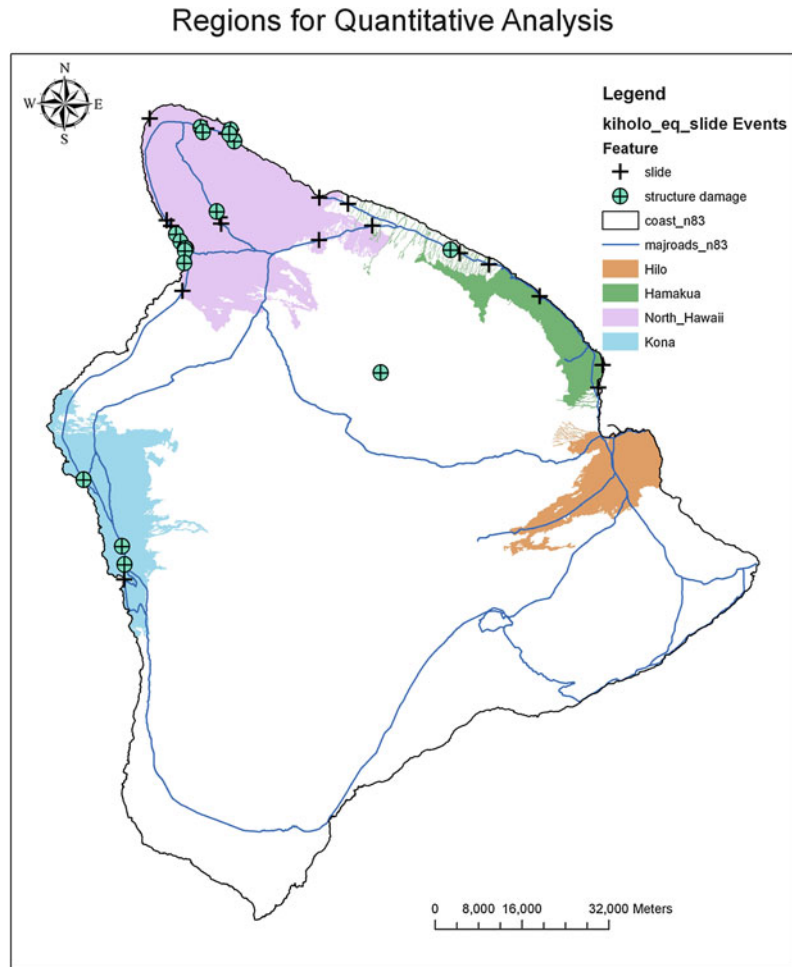 Regions for Quantitative Analysis
N
W
E
S
Legend
kiholo_eq_slide Events
Feature
slide
structure damage
coast_n83
majroads_n83
Hilo
Hamakua
North_Hawaii
Kona
0 8,000 16,000 32,000 Meters